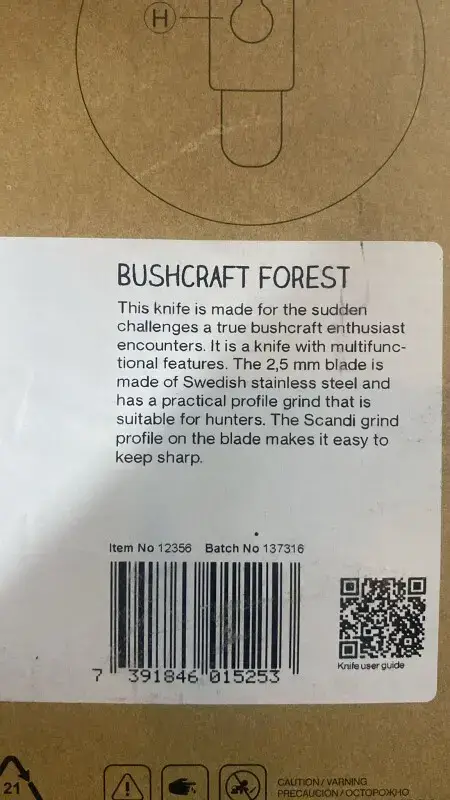 H
BUSHCRAFT FOREST
This knife is made for the sudden
challenges a true bushcraft enthusiast
encounters. It is a knife with multifunc-
tional features. The 2,5 mm blade is
made of Swedish stainless steel and
has a practical profile grind that is
suitable for hunters. The Scandi grind
profile on the blade makes it easy to
keep sharp.
Item No 12356 Batch No 137316
7 391846 015253
Knife user guide
21
CAUTION / VARNING
PRECAUCION / ОСТОРОЖНО